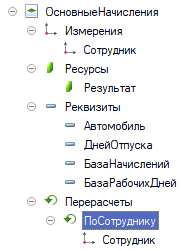 ОсновныеНачисления
Измерения
Сотрудник
Ресурсы
Результат
Реквизиты
Автомобиль
ДнейОтпуска
БазаНачислений
БазаРабочихДней
Перерасчеты
ПоСотруднику
Сотрудник